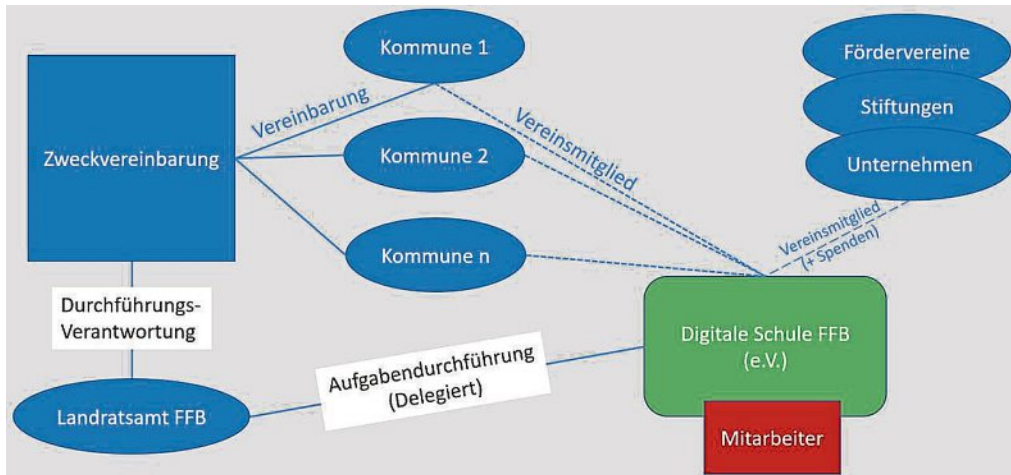 Kommune 1
Fördervereine
Stiftungen
Unternehmen
Zweckvereinbarung
Vereinbarung
Kommune 2
Kommune n
Vereinsmitglied
Vereinsmitglied
(+ Spenden)
Durchführungs-
Verantwortung
Landratsamt FFB
Aufgabendurchführung
(Delegiert)
Digitale Schule FFB
(e.V.)
Mitarbeiter